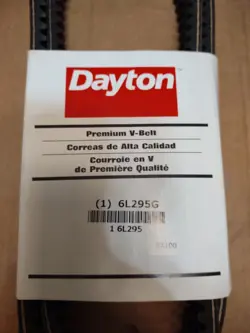 Dayton
Premium V-Belt
Correas de Alta Calidad
Courroie en V
de Première Qualité
(1) 6L295G
1 6L295